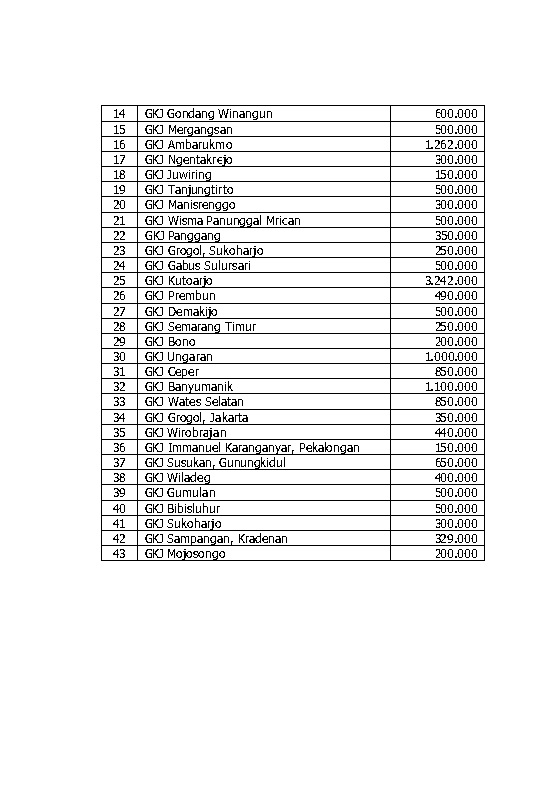 14 GKJ Gondang Winangun 600.000
15 GKJ Mergangsan 500.000
16 GKJ Ambarukmo 1.262.000
17 GKJ Ngentakrejo 300.000
18 GKJ Juwiring 150.000
19 GKJ Tanjungtirto 500.000
20 GKJ Manisrenggo 300.000
21 GKJ Wisma Panunggal Mrican 500.000
22 GKJ Panggang 350.000
23 GKJ Grogol, Sukoharjo 250.000
24 GKJ Gabus Sulursari 500.000
25 GKJ Kutoarjo 3.242.000
26 GKJ Prembun 490.000
27 GKJ Demakijo 500.000
28 GKJ Semarang Timur 250.000
29 GKJ Bono 200.000
30 GKJ Ungaran 1.000.000
31 GKJ Ceper 850.000
32 GKJ Banyumanik 1.100.000
33 GKJ Wates Selatan 850.000
34 GKJ Grogol, Jakarta 350.000
35 GKJ Wirobrajan 440.000
36 GKJ Immanuel Karanganyar, Pekalongan 150.000
37 GKJ Susukan, Gunungkidul 650.000
38 GKJ Wiladeg 400.000
39 GKJ Gumulan 500.000
40 GKJ Bibisluhur 500.000
41 GKJ Sukoharjo 300.000
42 GKJ Sampangan, Kradenan 329.000
43 GKJ Mojosongo 200.000